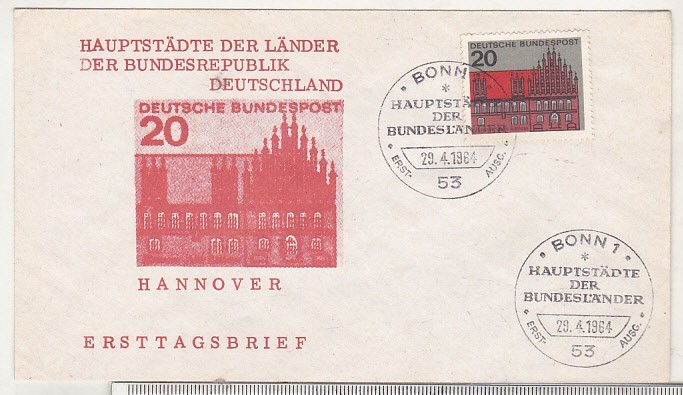 HAUPTSTÄDTE DER LÄNDER
DER BUNDESREPUBLIK
DEUTSCHLAND
DEUTSCHE BUNDESPOST
20
HANNOVER
ERSTTAGSBRIEF
DEUTSCHE BUNDESPOST
20
BONN 1
*
HAUPTSTÄDTE
DER
BUNDESLÄNDER
29.4.1964
ERST- AUSG.
53
BONN 1
*
HAUPTSTÄDTE
DER
BUNDESLÄNDER
29.4.1964
ERST- AUSG.
53